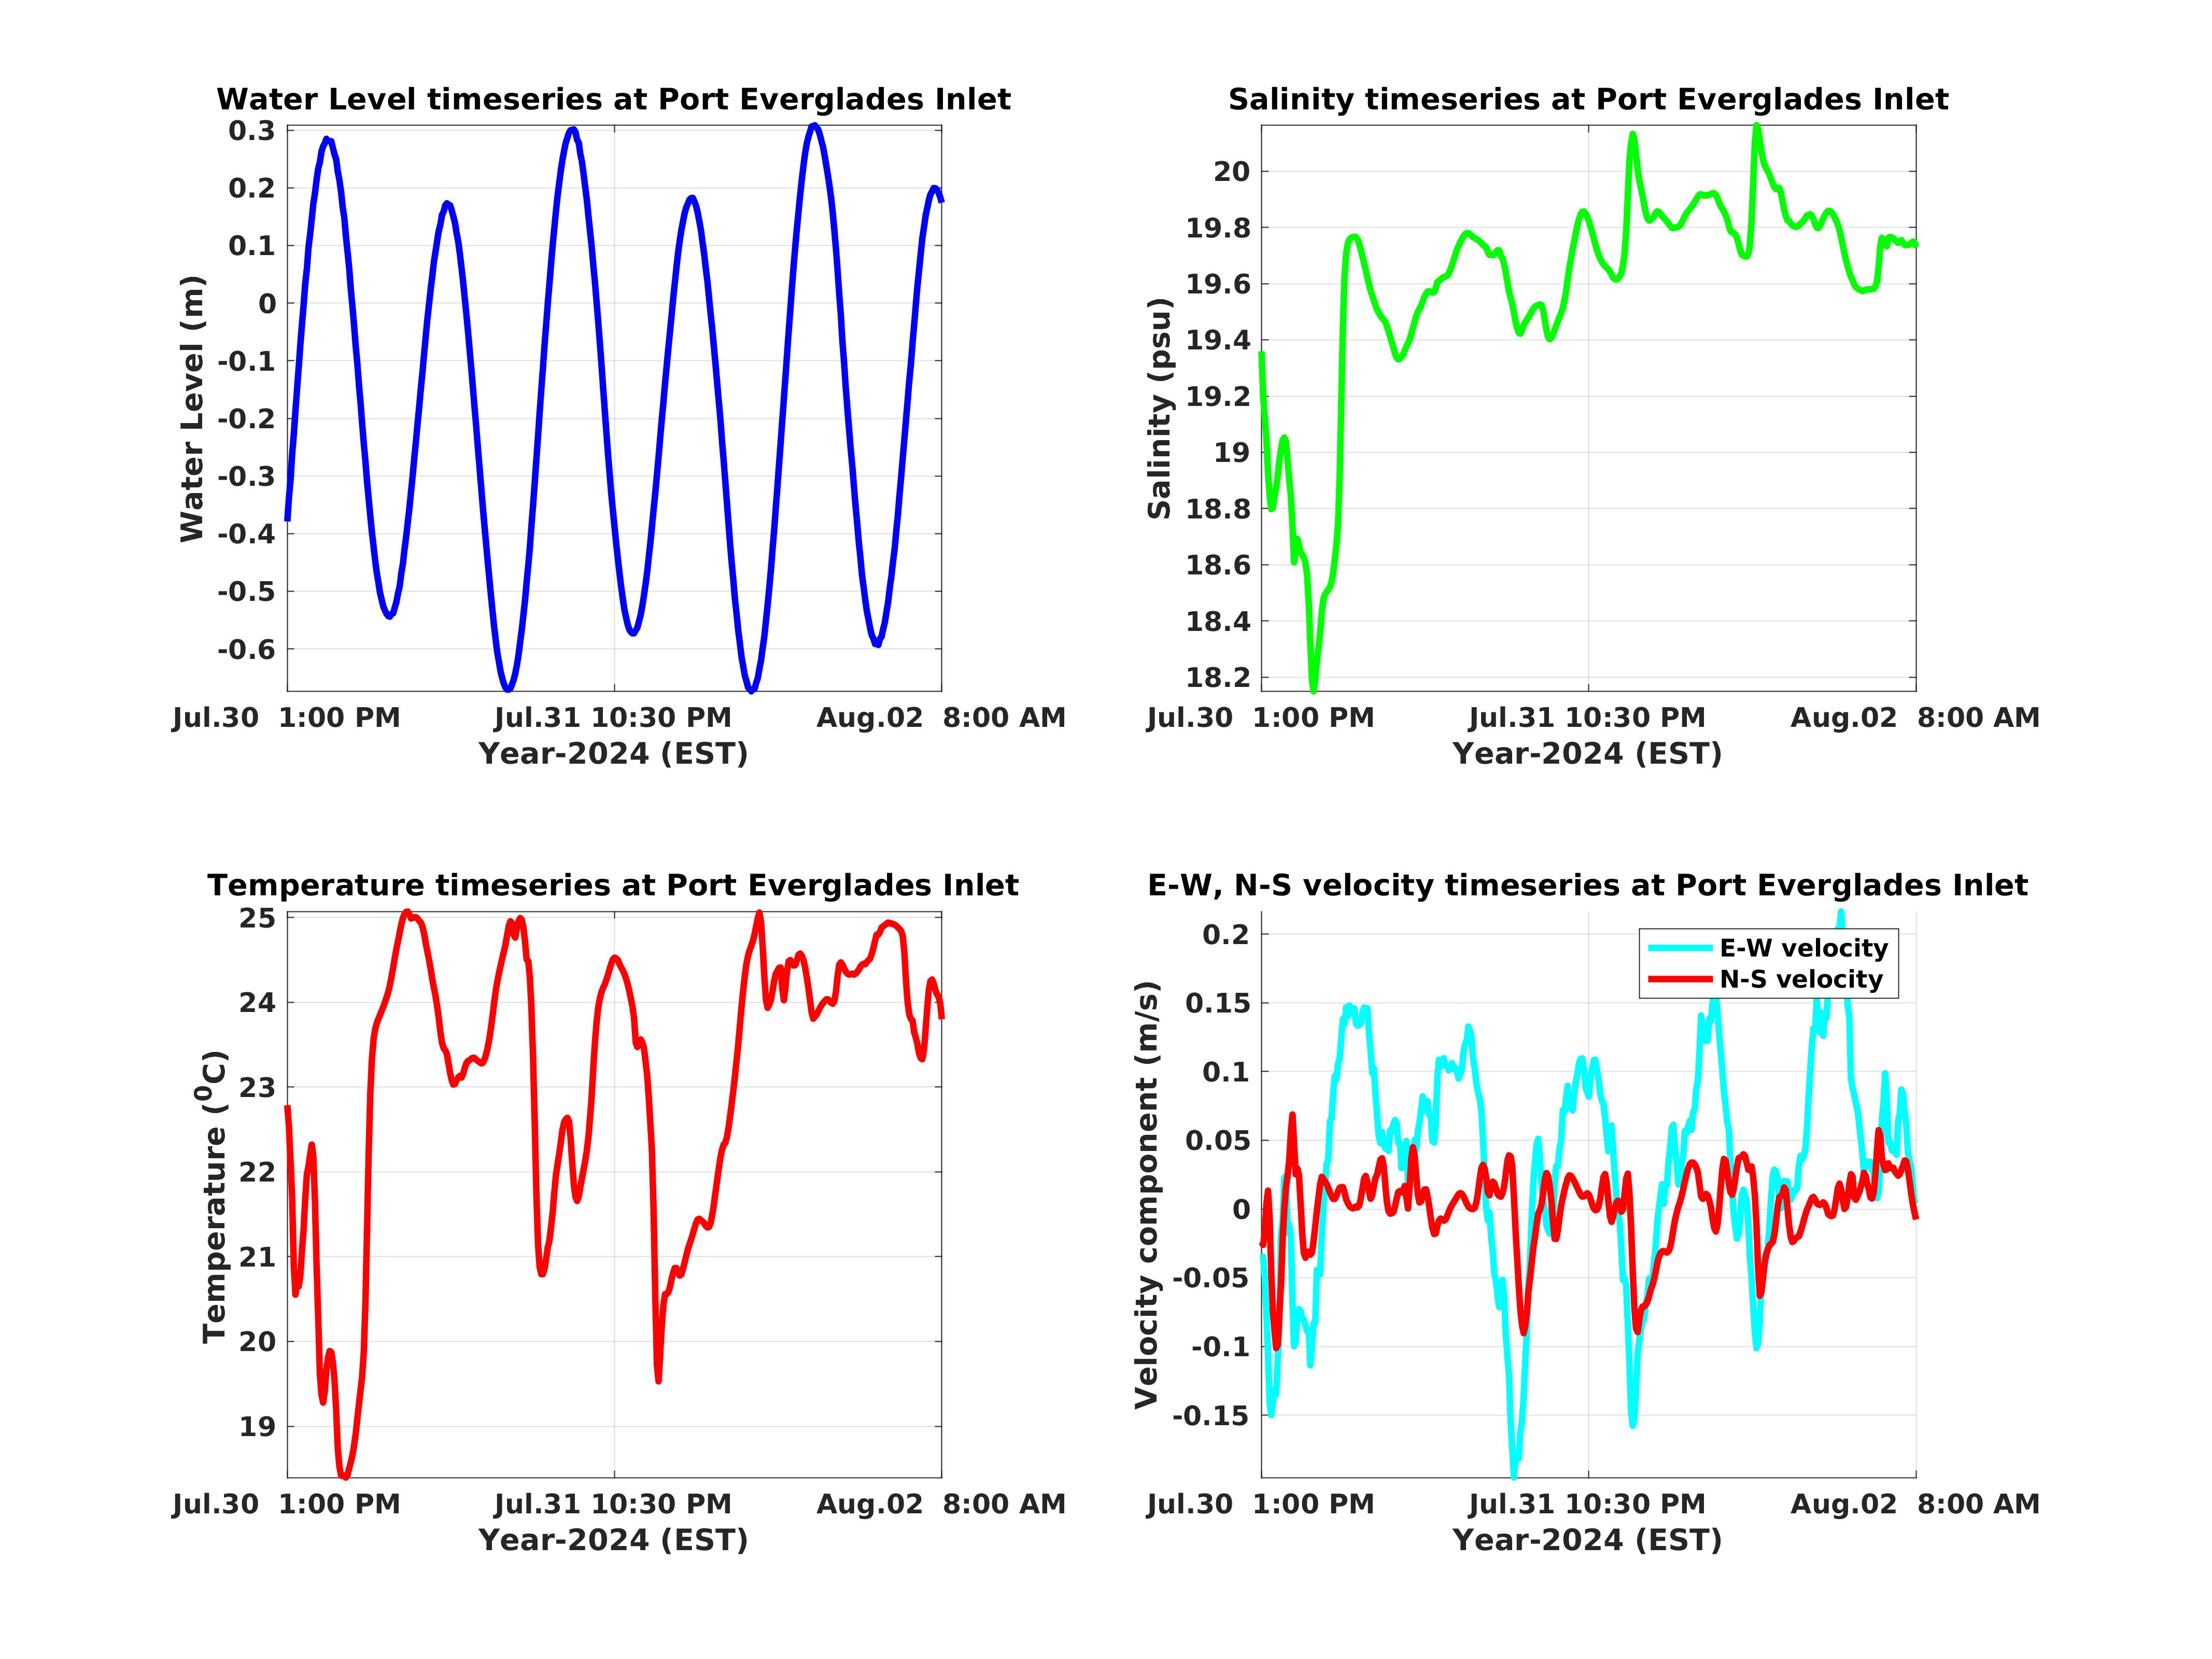 Water Level timeseries at Port Everglades Inlet
0.3
0.2
0.1
0
-0.1
-0.2
-0.3
-0.4
-0.5
-0.6
Water Level (m)
Jul.30 1:00 PM
Jul.31 10:30 PM
Aug.02 8:00 AM
Year-2024 (EST)
Salinity timeseries at Port Everglades Inlet
20
19.8
19.6
19.4
19.2
19
18.8
18.6
18.4
18.2
Salinity (psu)
Jul.30 1:00 PM
Jul.31 10:30 PM
Aug.02 8:00 AM
Year-2024 (EST)
Temperature timeseries at Port Everglades Inlet
25
24
23
22
21
20
19
Temperature (⁰C)
Jul.30 1:00 PM
Jul.31 10:30 PM
Aug.02 8:00 AM
Year-2024 (EST)
E-W, N-S velocity timeseries at Port Everglades Inlet
E-W velocity
N-S velocity
0.2
0.15
0.1
0.05
0
-0.05
-0.1
-0.15
Velocity component (m/s)
Jul.30 1:00 PM
Jul.31 10:30 PM
Aug.02 8:00 AM
Year-2024 (EST)